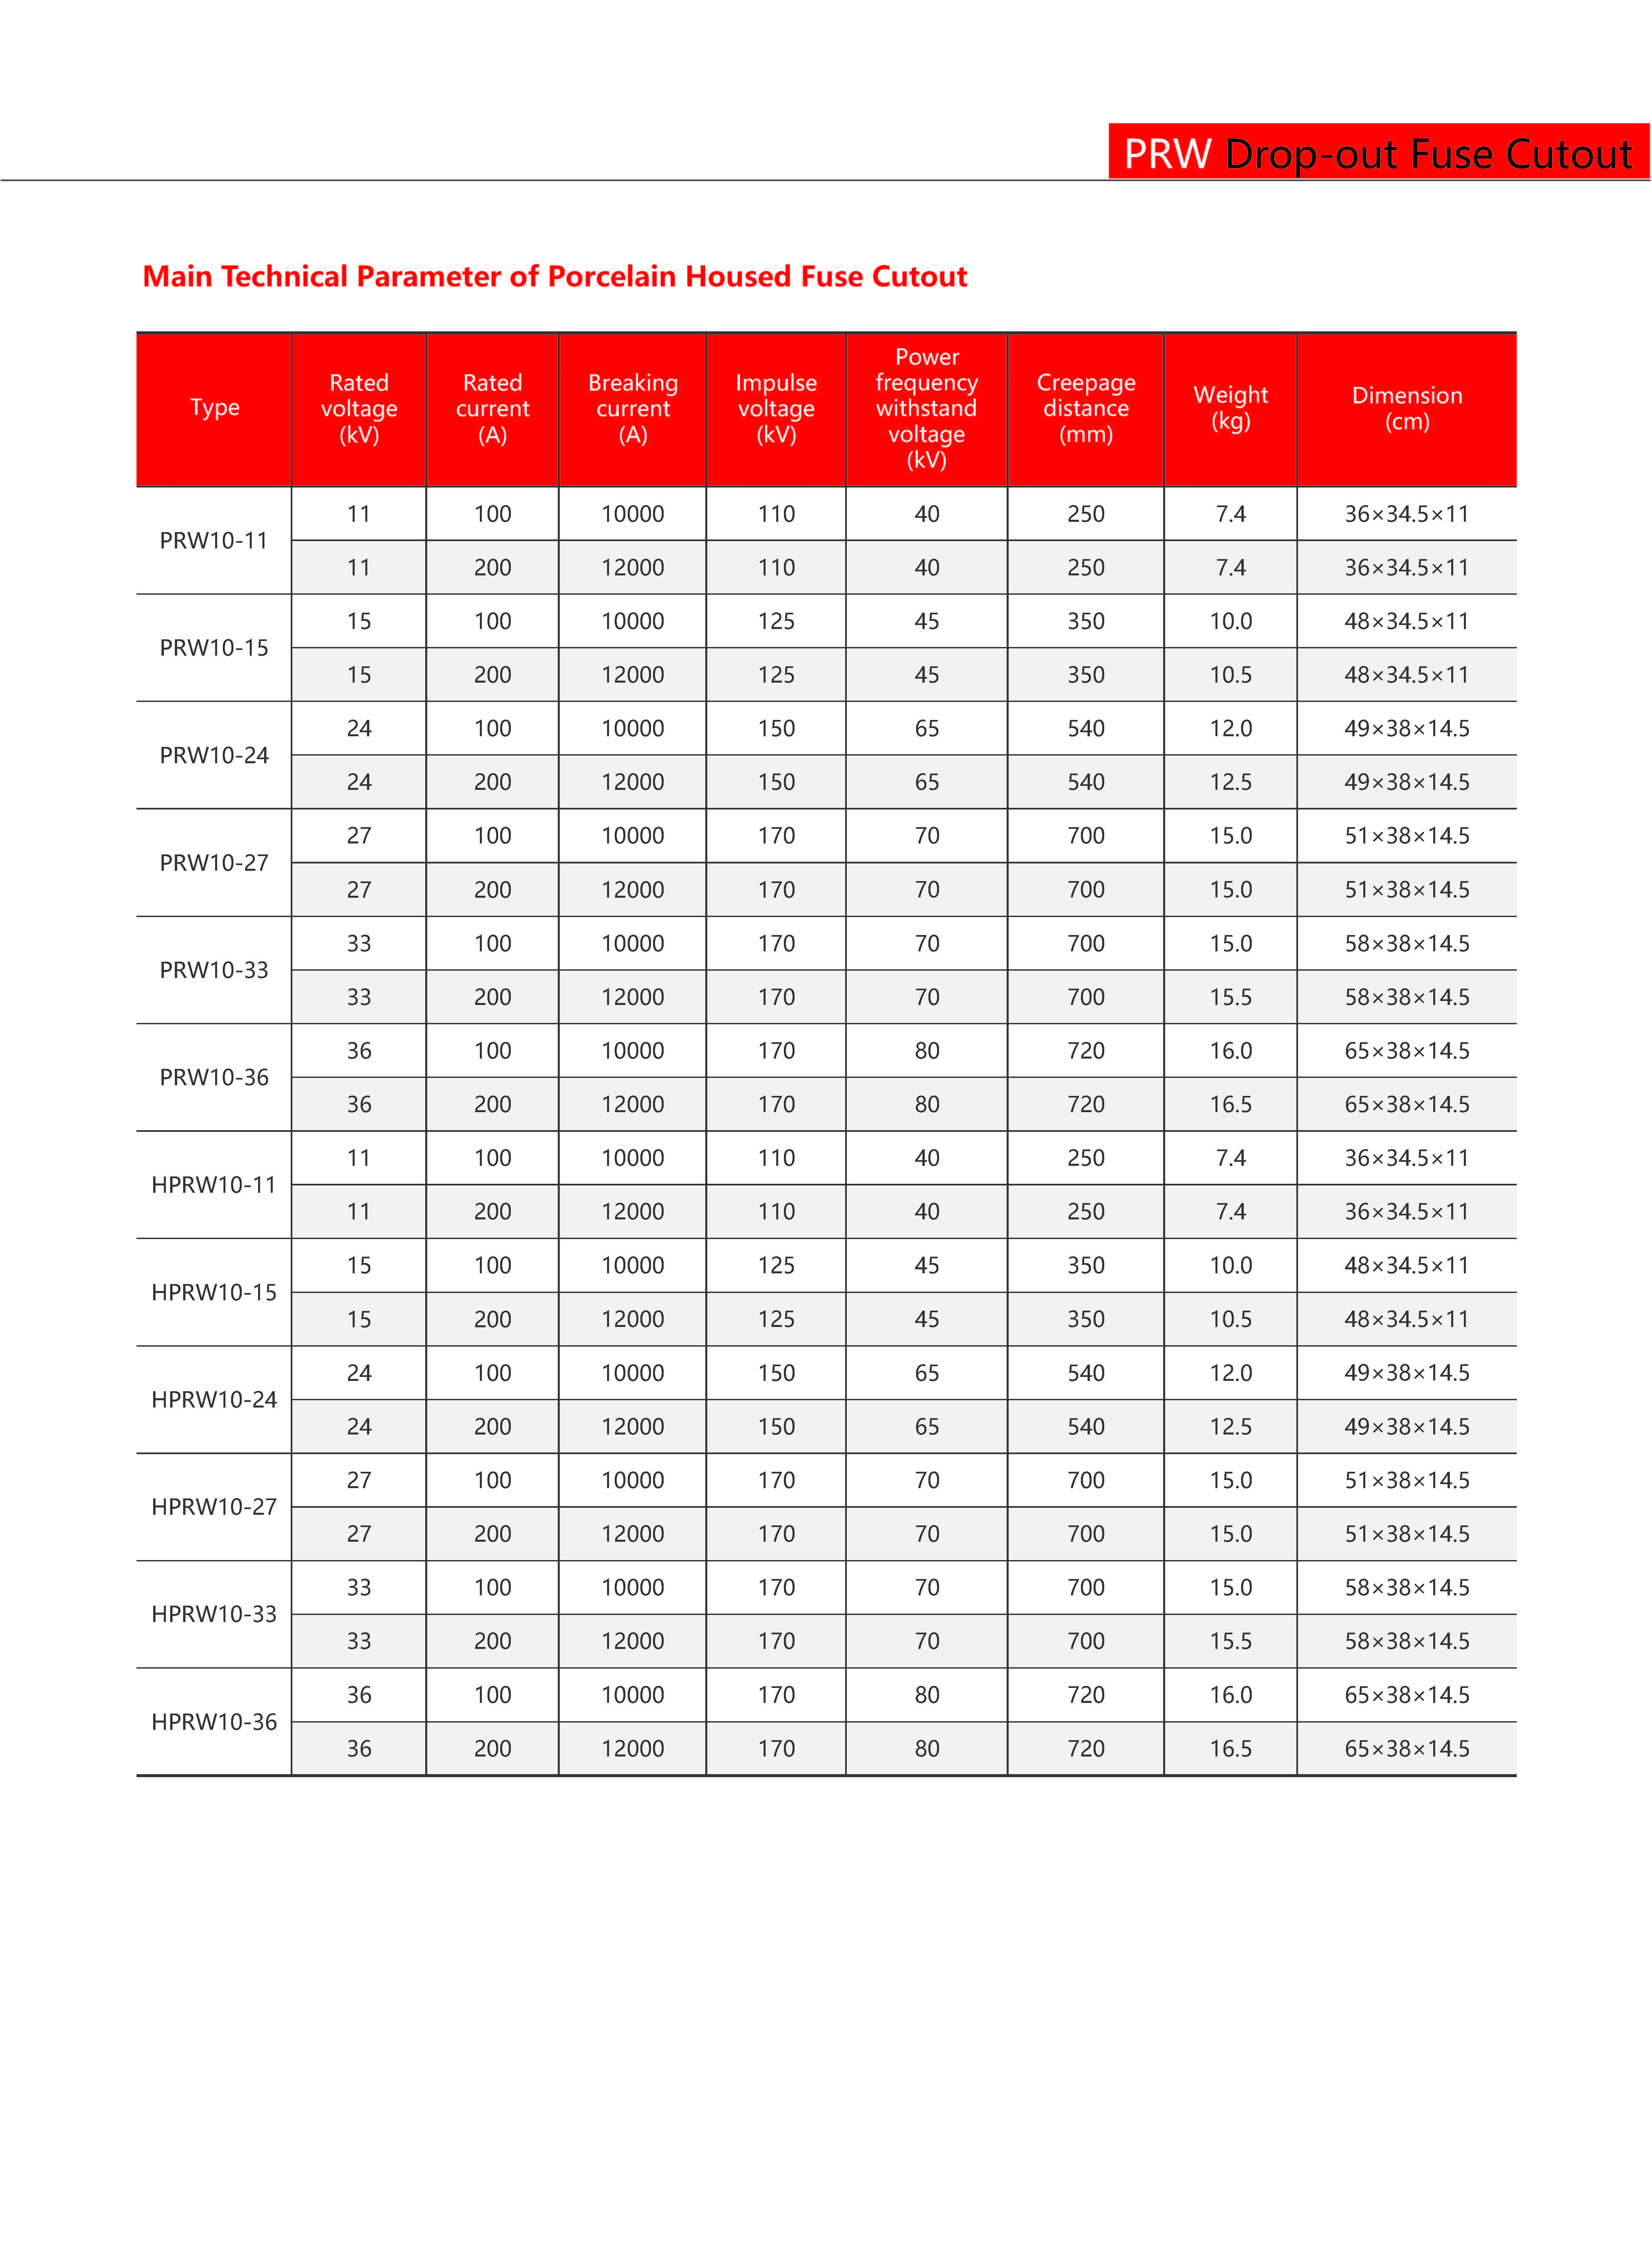 PRW Drop-out Fuse Cutout
Main Technical Parameter of Porcelain Housed Fuse Cutout
Type Rated voltage (kV) Rated current (A) Breaking current (A) Impulse voltage (kV) Power frequency withstand voltage (kV) Creepage distance (mm) Weight (kg) Dimension (cm)
PRW10-11
11 100 10000 110 40 250 7.4 36×34.5×11
11 200 12000 110 40 250 7.4 36×34.5×11
PRW10-15
15 100 10000 125 45 350 10.0 48×34.5×11
15 200 12000 125 45 350 10.5 48×34.5×11
PRW10-24
24 100 10000 150 65 540 12.0 49×38×14.5
24 200 12000 150 65 540 12.5 49×38×14.5
PRW10-27
27 100 10000 170 70 700 15.0 51×38×14.5
27 200 12000 170 70 700 15.0 51×38×14.5
PRW10-33
33 100 10000 170 70 700 15.0 58×38×14.5
33 200 12000 170 70 700 15.5 58×38×14.5
PRW10-36
36 100 10000 170 80 720 16.0 65×38×14.5
36 200 12000 170 80 720 16.5 65×38×14.5
HPRW10-11
11 100 10000 110 40 250 7.4 36×34.5×11
11 200 12000 110 40 250 7.4 36×34.5×11
HPRW10-15
15 100 10000 125 45 350 10.0 48×34.5×11
15 200 12000 125 45 350 10.5 48×34.5×11
HPRW10-24
24 100 10000 150 65 540 12.0 49×38×14.5
24 200 12000 150 65 540 12.5 49×38×14.5
HPRW10-27
27 100 10000 170 70 700 15.0 51×38×14.5
27 200 12000 170 70 700 15.0 51×38×14.5
HPRW10-33
33 100 10000 170 70 700 15.0 58×38×14.5
33 200 12000 170 70 700 15.5 58×38×14.5
HPRW10-36
36 100 10000 170 80 720 16.0 65×38×14.5
36 200 12000 170 80 720 16.5 65×38×14.5